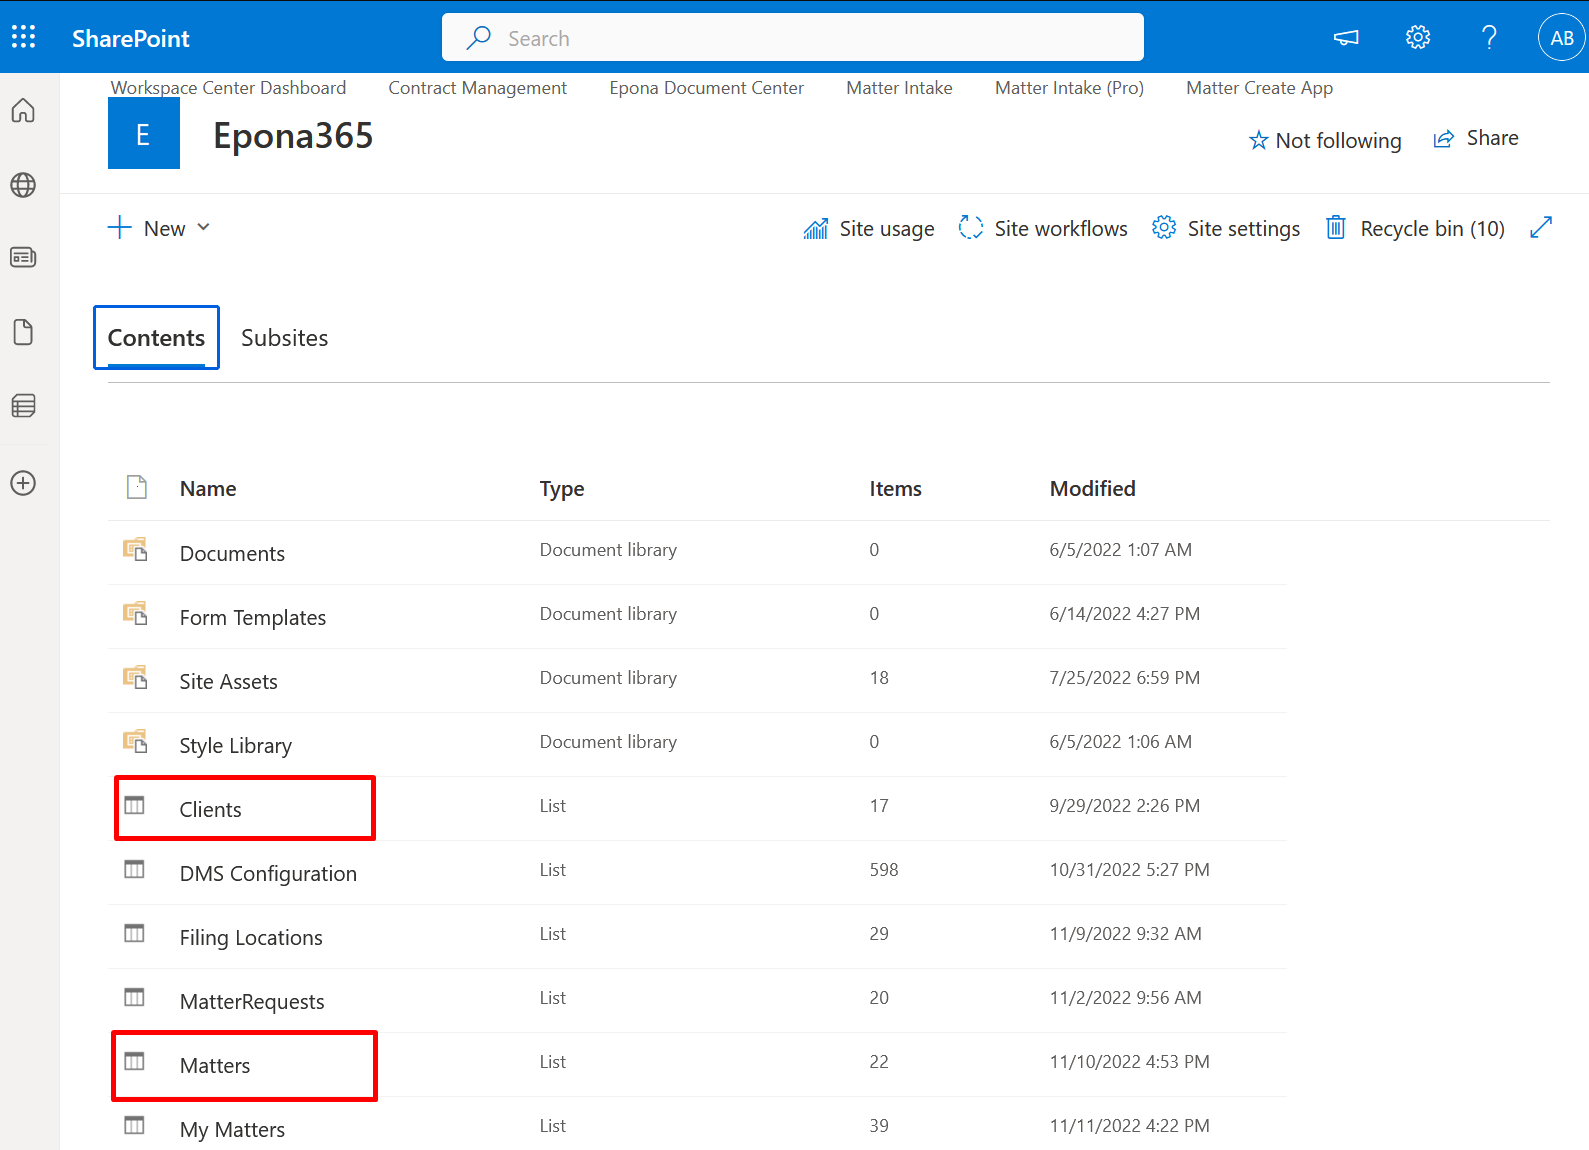 SharePoint
Search
AB
Workspace Center Dashboard Contract Management Epona Document Center Matter Intake Matter Intake (Pro) Matter Create App
E
Epona365
Not following Share
New Site usage Site workflows Site settings Recycle bin (10)
Contents Subsites
Name Type Items Modified
Documents Document library 0 6/5/2022 1:07 AM
Form Templates Document library 0 6/14/2022 4:27 PM
Site Assets Document library 18 7/25/2022 6:59 PM
Style Library Document library 0 6/5/2022 1:06 AM
Clients List 17 9/29/2022 2:26 PM
DMS Configuration List 598 10/31/2022 5:27 PM
Filing Locations List 29 11/9/2022 9:32 AM
MatterRequests List 20 11/2/2022 9:56 AM
Matters List 22 11/10/2022 4:53 PM
My Matters List 39 11/11/2022 4:22 PM